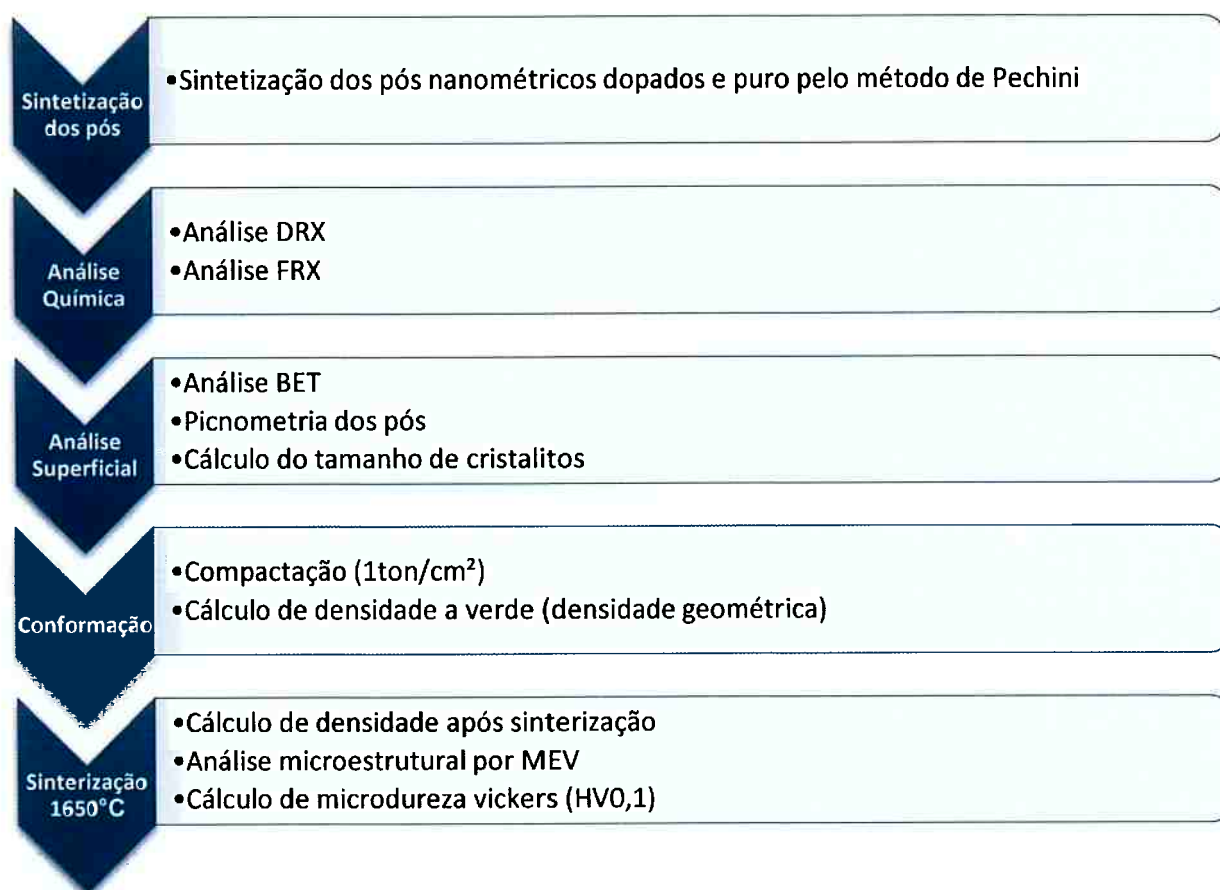 Sintetização
dos pós
•Sintetização dos pós nanométricos dopados e puro pelo método de Pechini
Análise
Química
•Análise DRX
•Análise FRX
Análise
Superficial
•Análise BET
•Picnometria dos pós
•Cálculo do tamanho de cristalitos
Conformação
•Compactação (1ton/cm²)
•Cálculo de densidade a verde (densidade geométrica)
Sinterização
1650°C
•Cálculo de densidade após sinterização
•Análise microestrutural por MEV
•Cálculo de microdureza vickers (HV0,1)